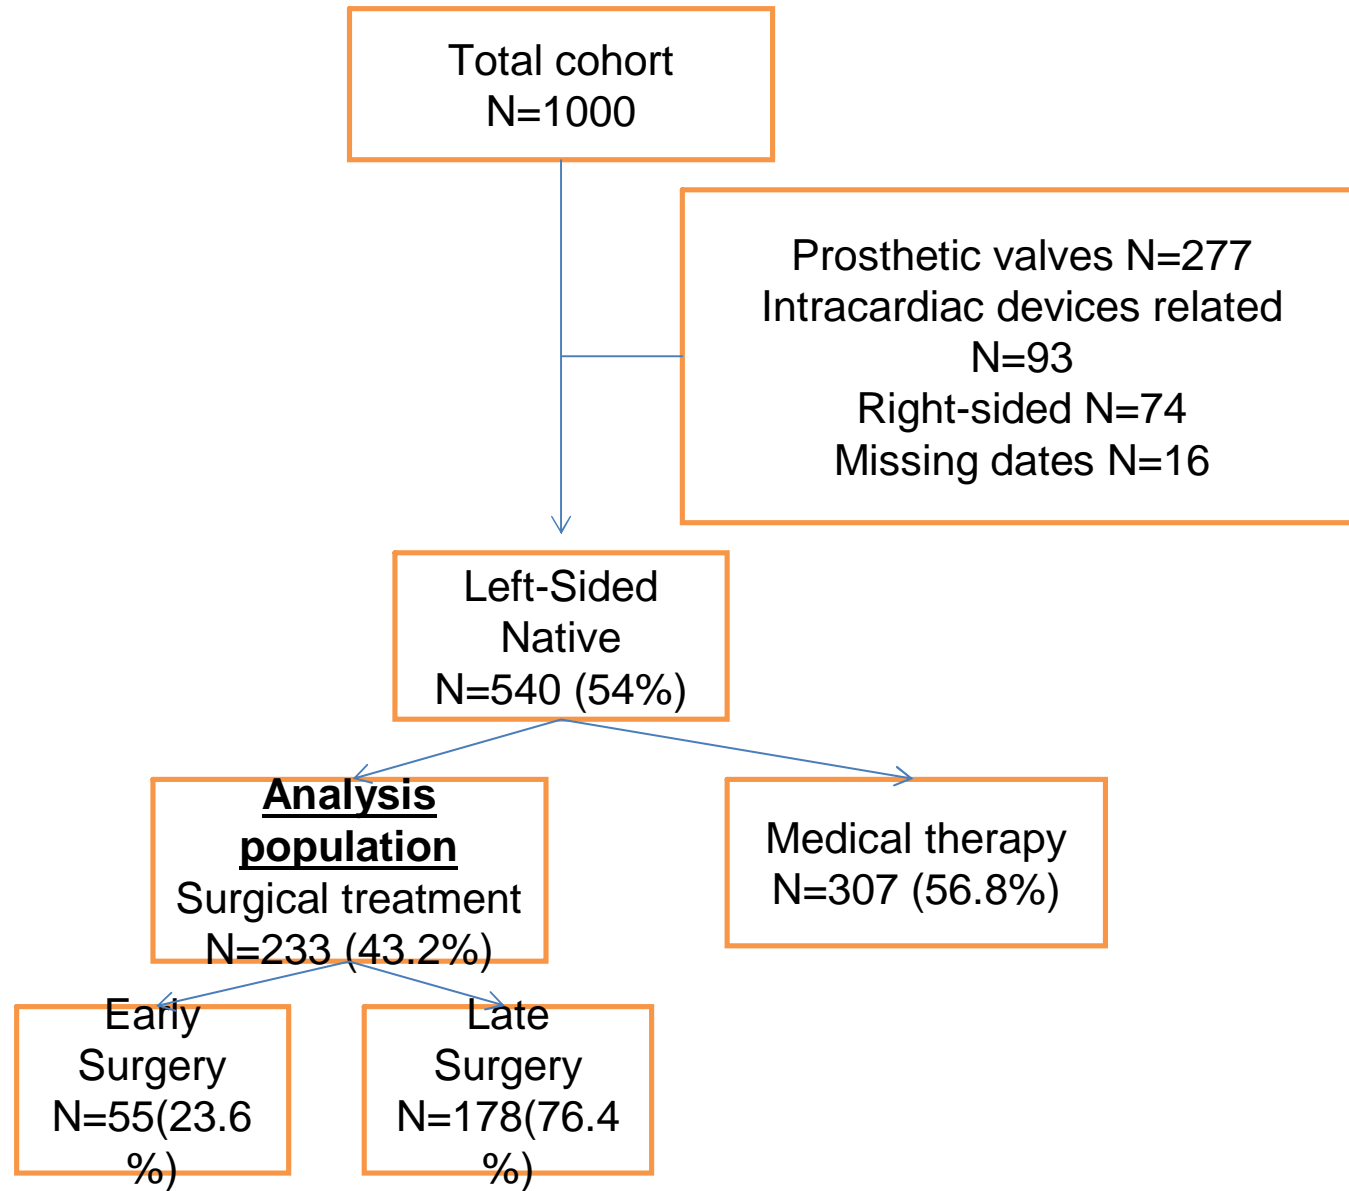 Total cohort
N=1000
Prosthetic valves N=277
Intracardiac devices related
N=93
Right-sided N=74
Missing dates N=16
Left-Sided
Native
N=540 (54%)
Analysis
population
Surgical treatment
N=233 (43.2%)
Medical therapy
N=307 (56.8%)
Early
Surgery
N=55(23.6
%)
Late
Surgery
N=178(76.4
%)